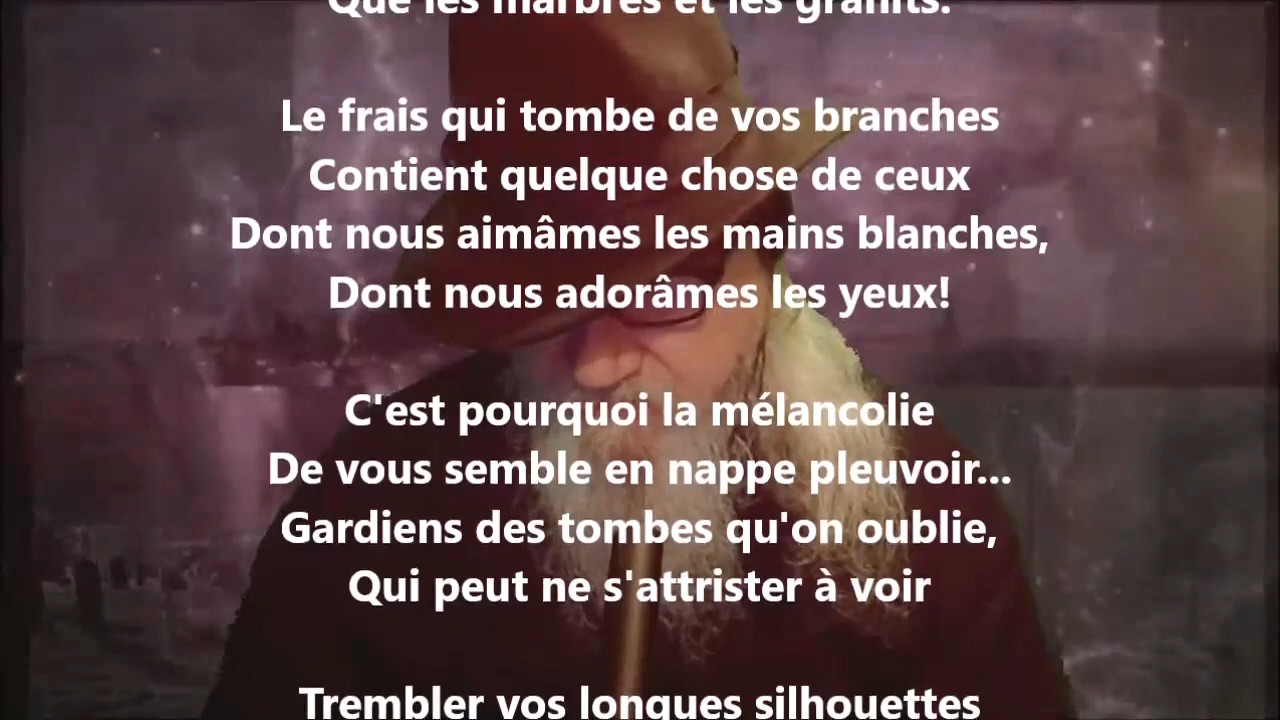 Que les marbres et les granits.
Le frais qui tombe de vos branches
Contient quelque chose de ceux
Dont nous aimâmes les mains blanches,
Dont nous adorâmes les yeux!
C'est pourquoi la mélancolie
De vous semble en nappe pleuvoir...
Gardiens des tombes qu'on oublie,
Qui peut ne s'attrister à voir
Trembler vos longues silhouettes